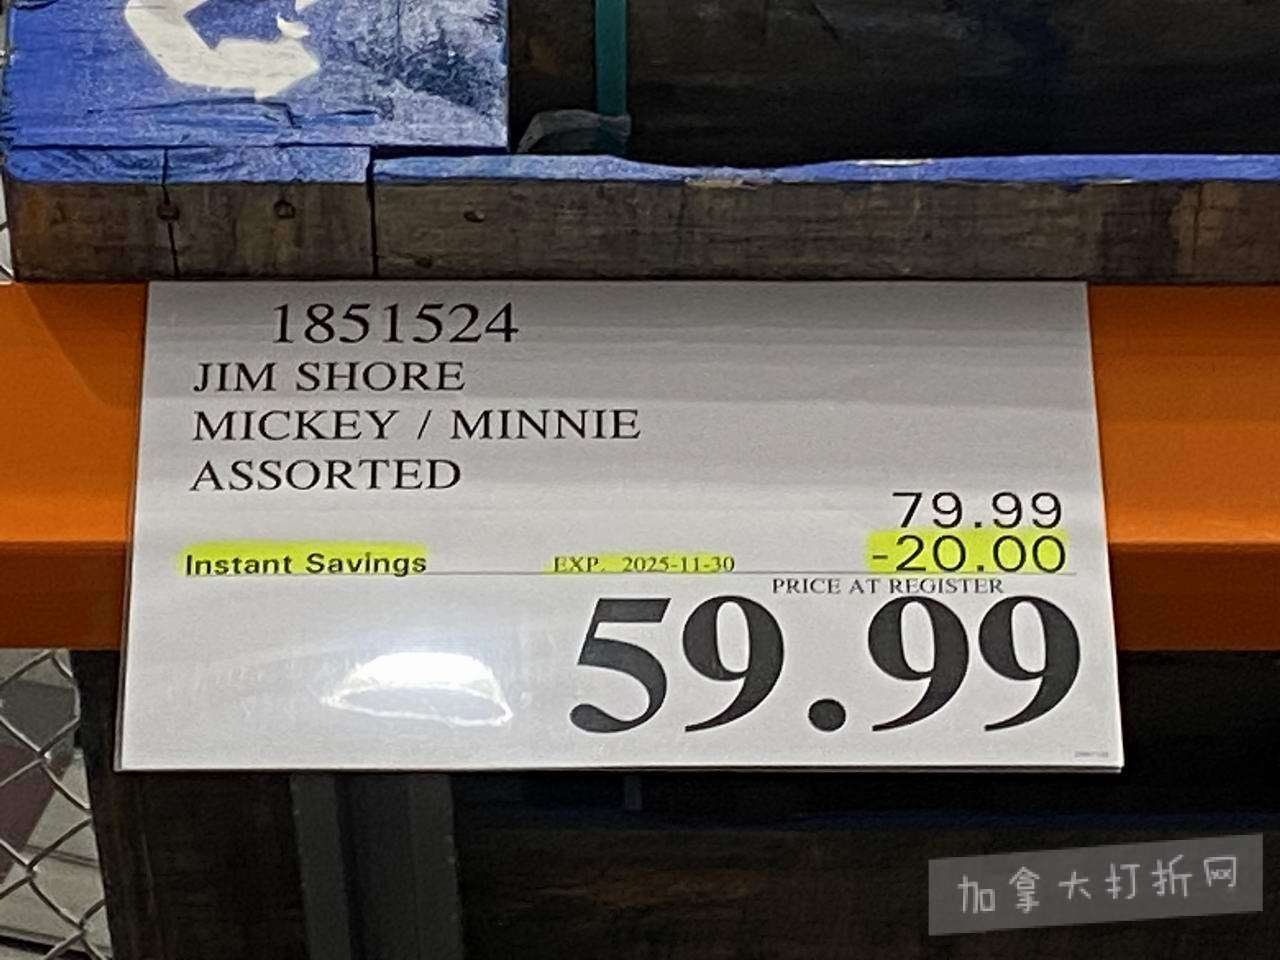 1851524
JIM SHORE
MICKEY / MINNIE
ASSORTED
79.99
Instant Savings EXP. 2025-11-30 -20.00
PRICE AT REGISTER
59.99
加拿大打折网